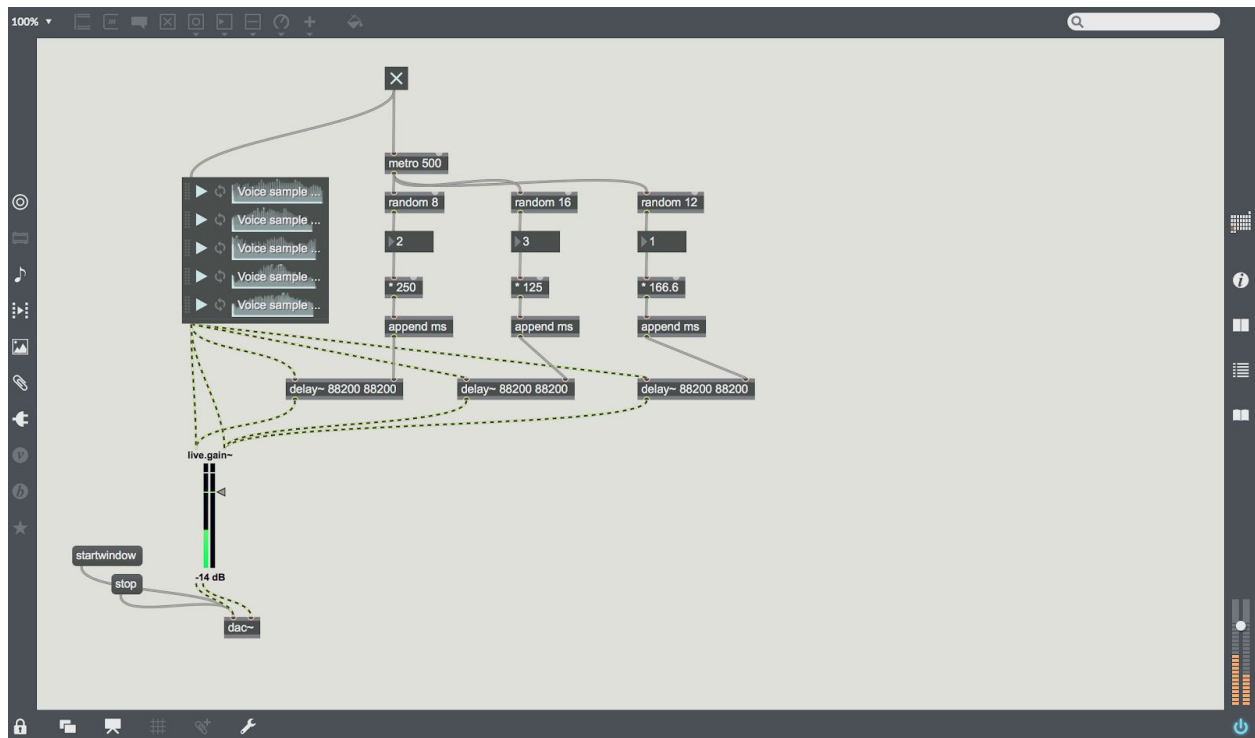 100%
metro 500
Voice sample ...
random 8
random 16
random 12
Voice sample ...
2
3
1
Voice sample ...
Voice sample ...
* 250
* 125
* 166.6
Voice sample ...
append ms
append ms
append ms
delay~ 88200 88200
delay~ 88200 88200
delay~ 88200 88200
live.gain~
startwindow
-14 dB
stop
dac~